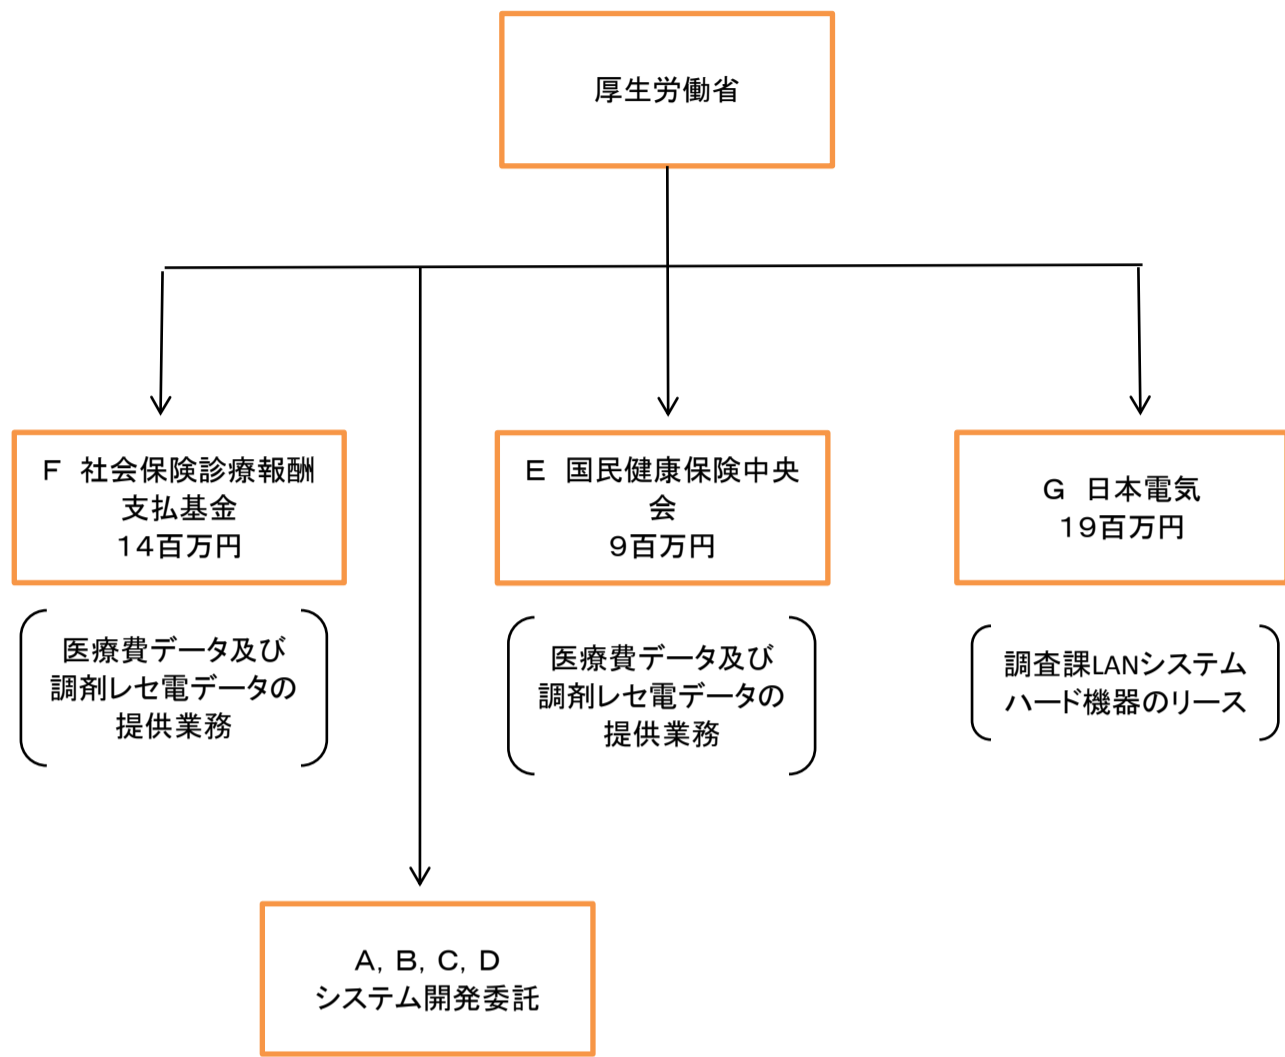 厚生労働省
F　社会保険診療報酬
支払基金
14百万円
E　国民健康保険中央
会
9百万円
G　日本電気
19百万円
医療費データ及び
調剤レセ電データの
提供業務
医療費データ及び
調剤レセ電データの
提供業務
調査課LANシステム
ハード機器のリース
A, B, C, D
システム開発委託